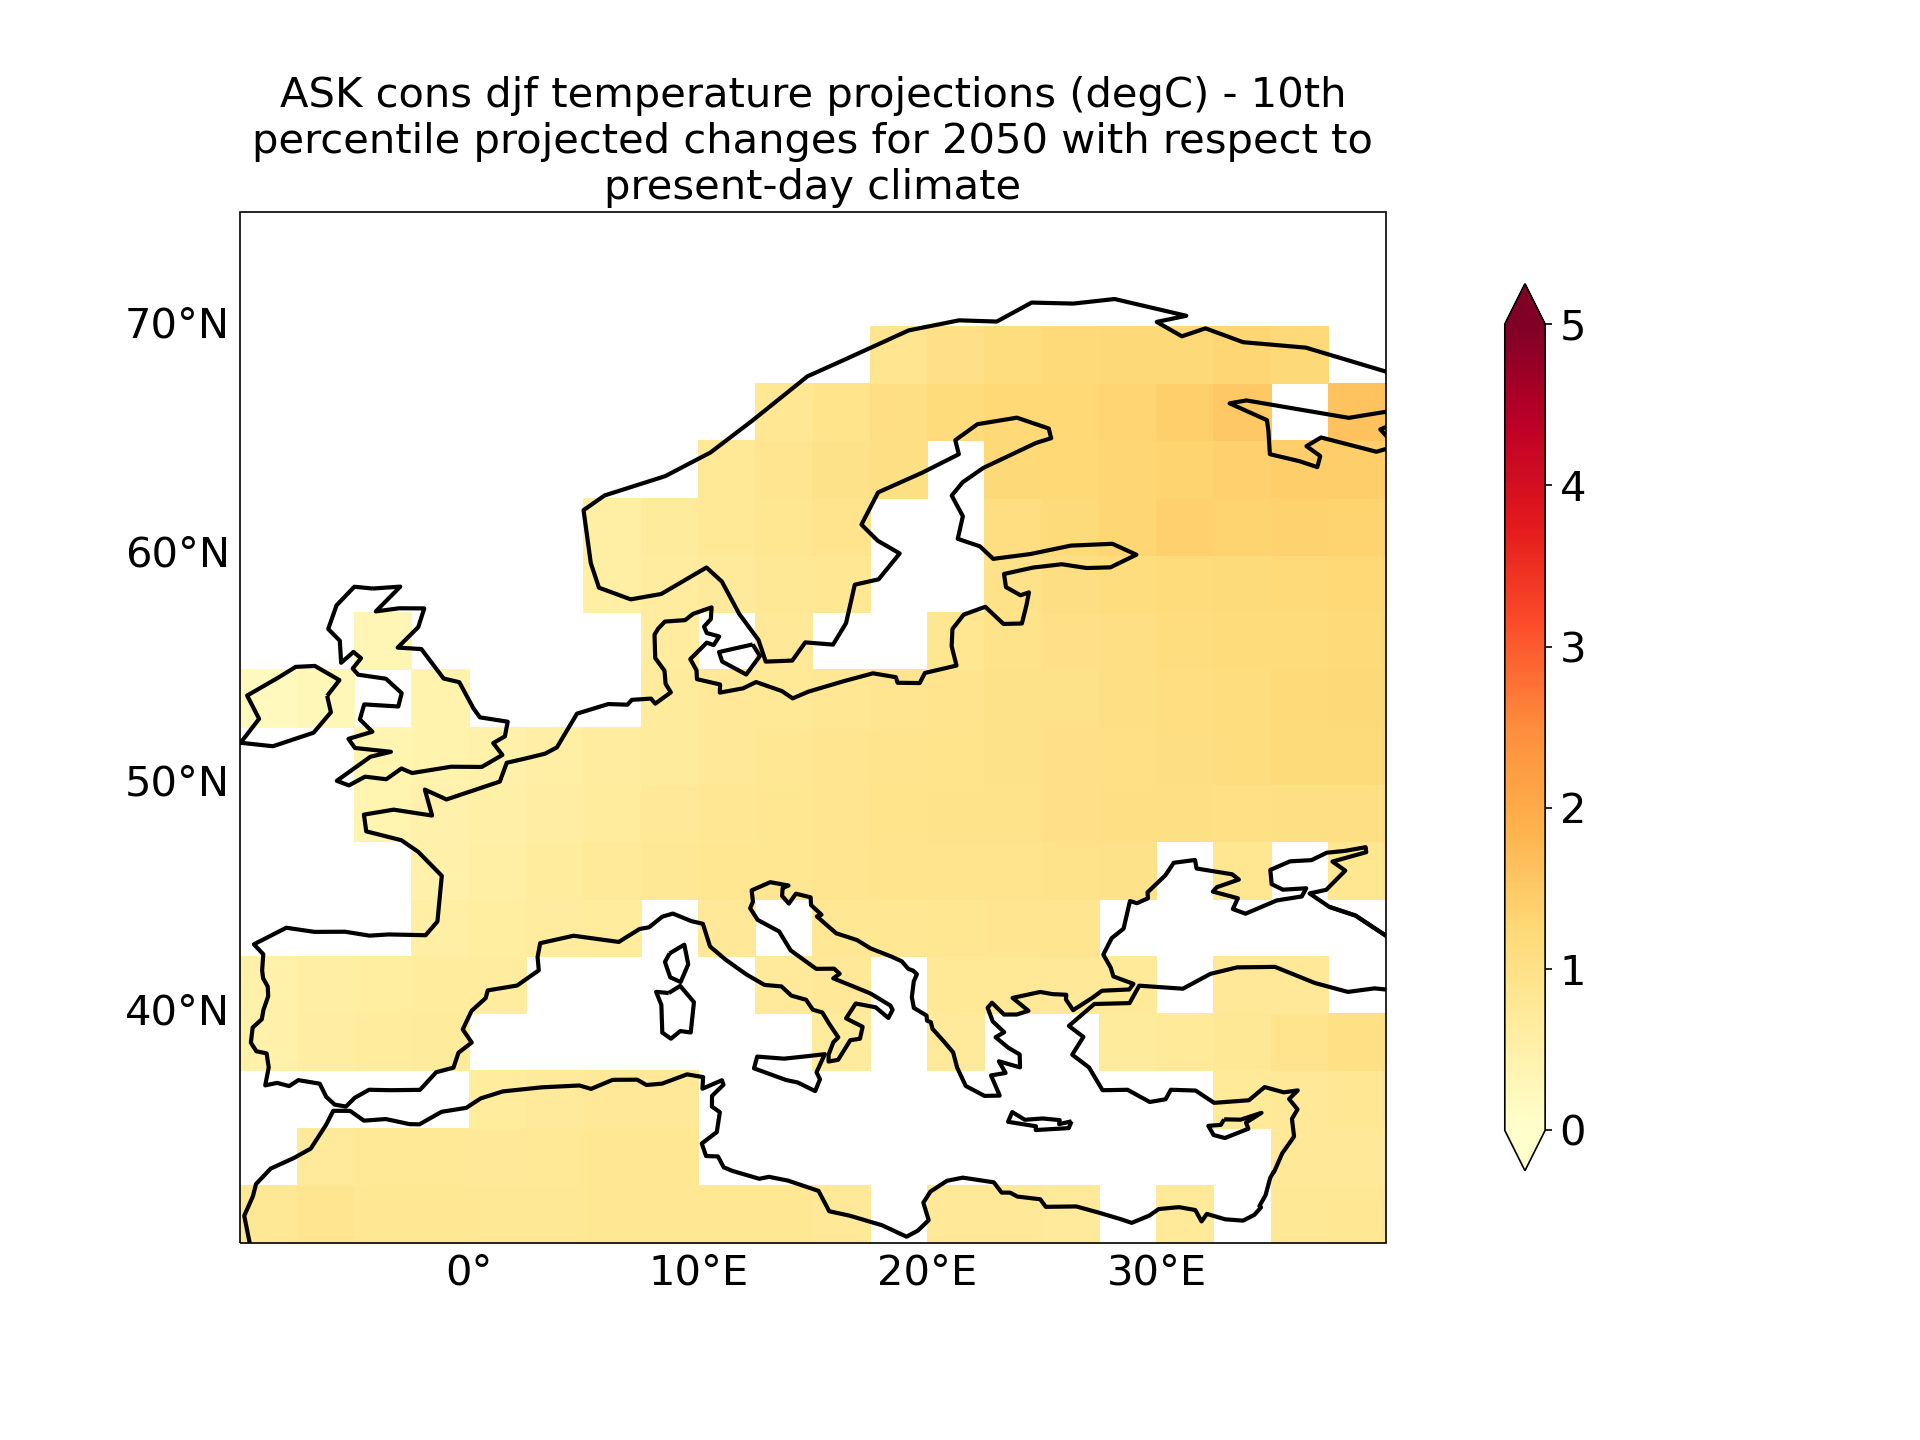 ASK cons djf temperature projections (degC) - 10th
percentile projected changes for 2050 with respect to
present-day climate
70°N
60°N
50°N
40°N
0°
10°E
20°E
30°E
5
4
3
2
1
0